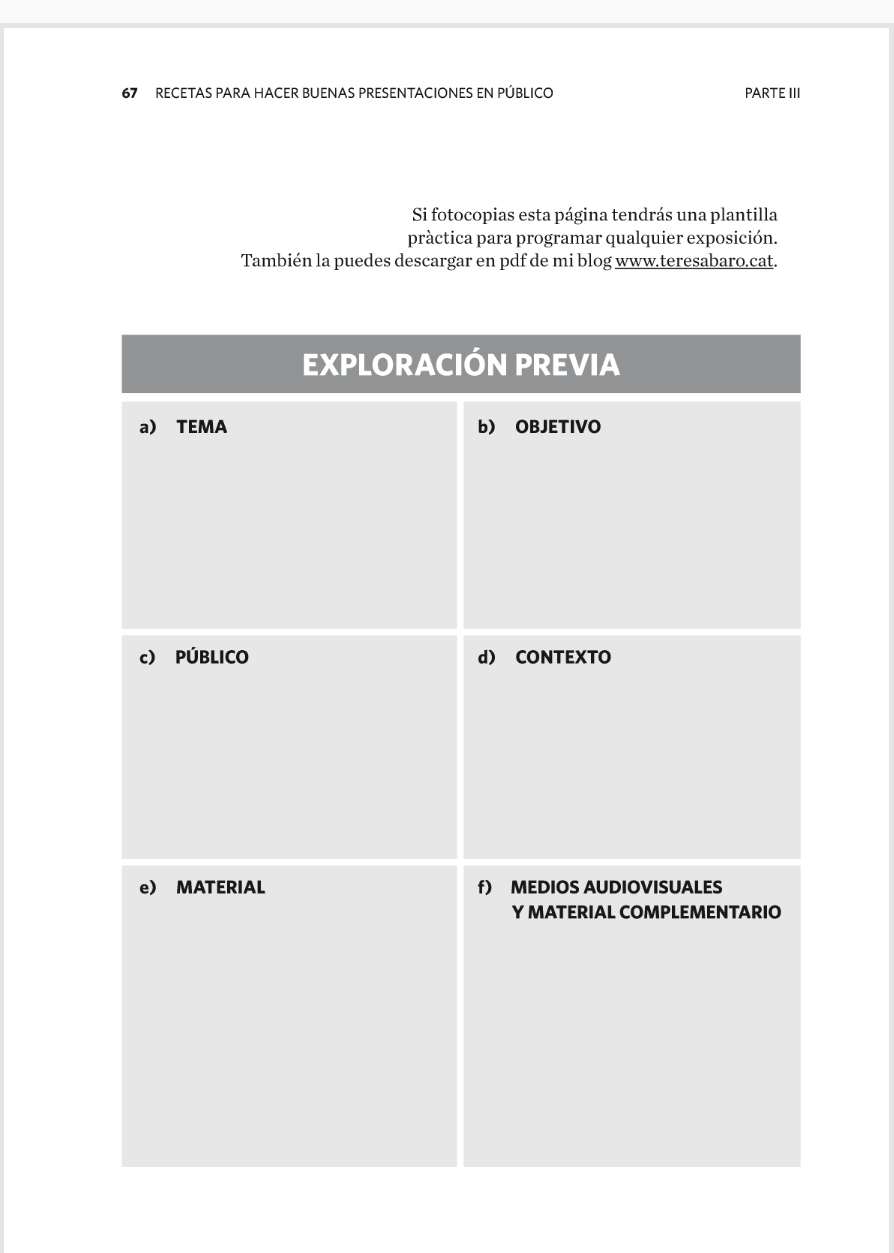 67 RECETAS PARA HACER BUENAS PRESENTACIONES EN PÚBLICO PARTE III
Si fotocopias esta página tendrás una plantilla
pràctica para programar qualquier exposición.
También la puedes descargar en pdf de mi blog www.teresabaro.cat.
EXPLORACIÓN PREVIA
a) TEMA
b) OBJETIVO
c) PÚBLICO
d) CONTEXTO
e) MATERIAL
f) MEDIOS AUDIOVISUALES
Y MATERIAL COMPLEMENTARIO